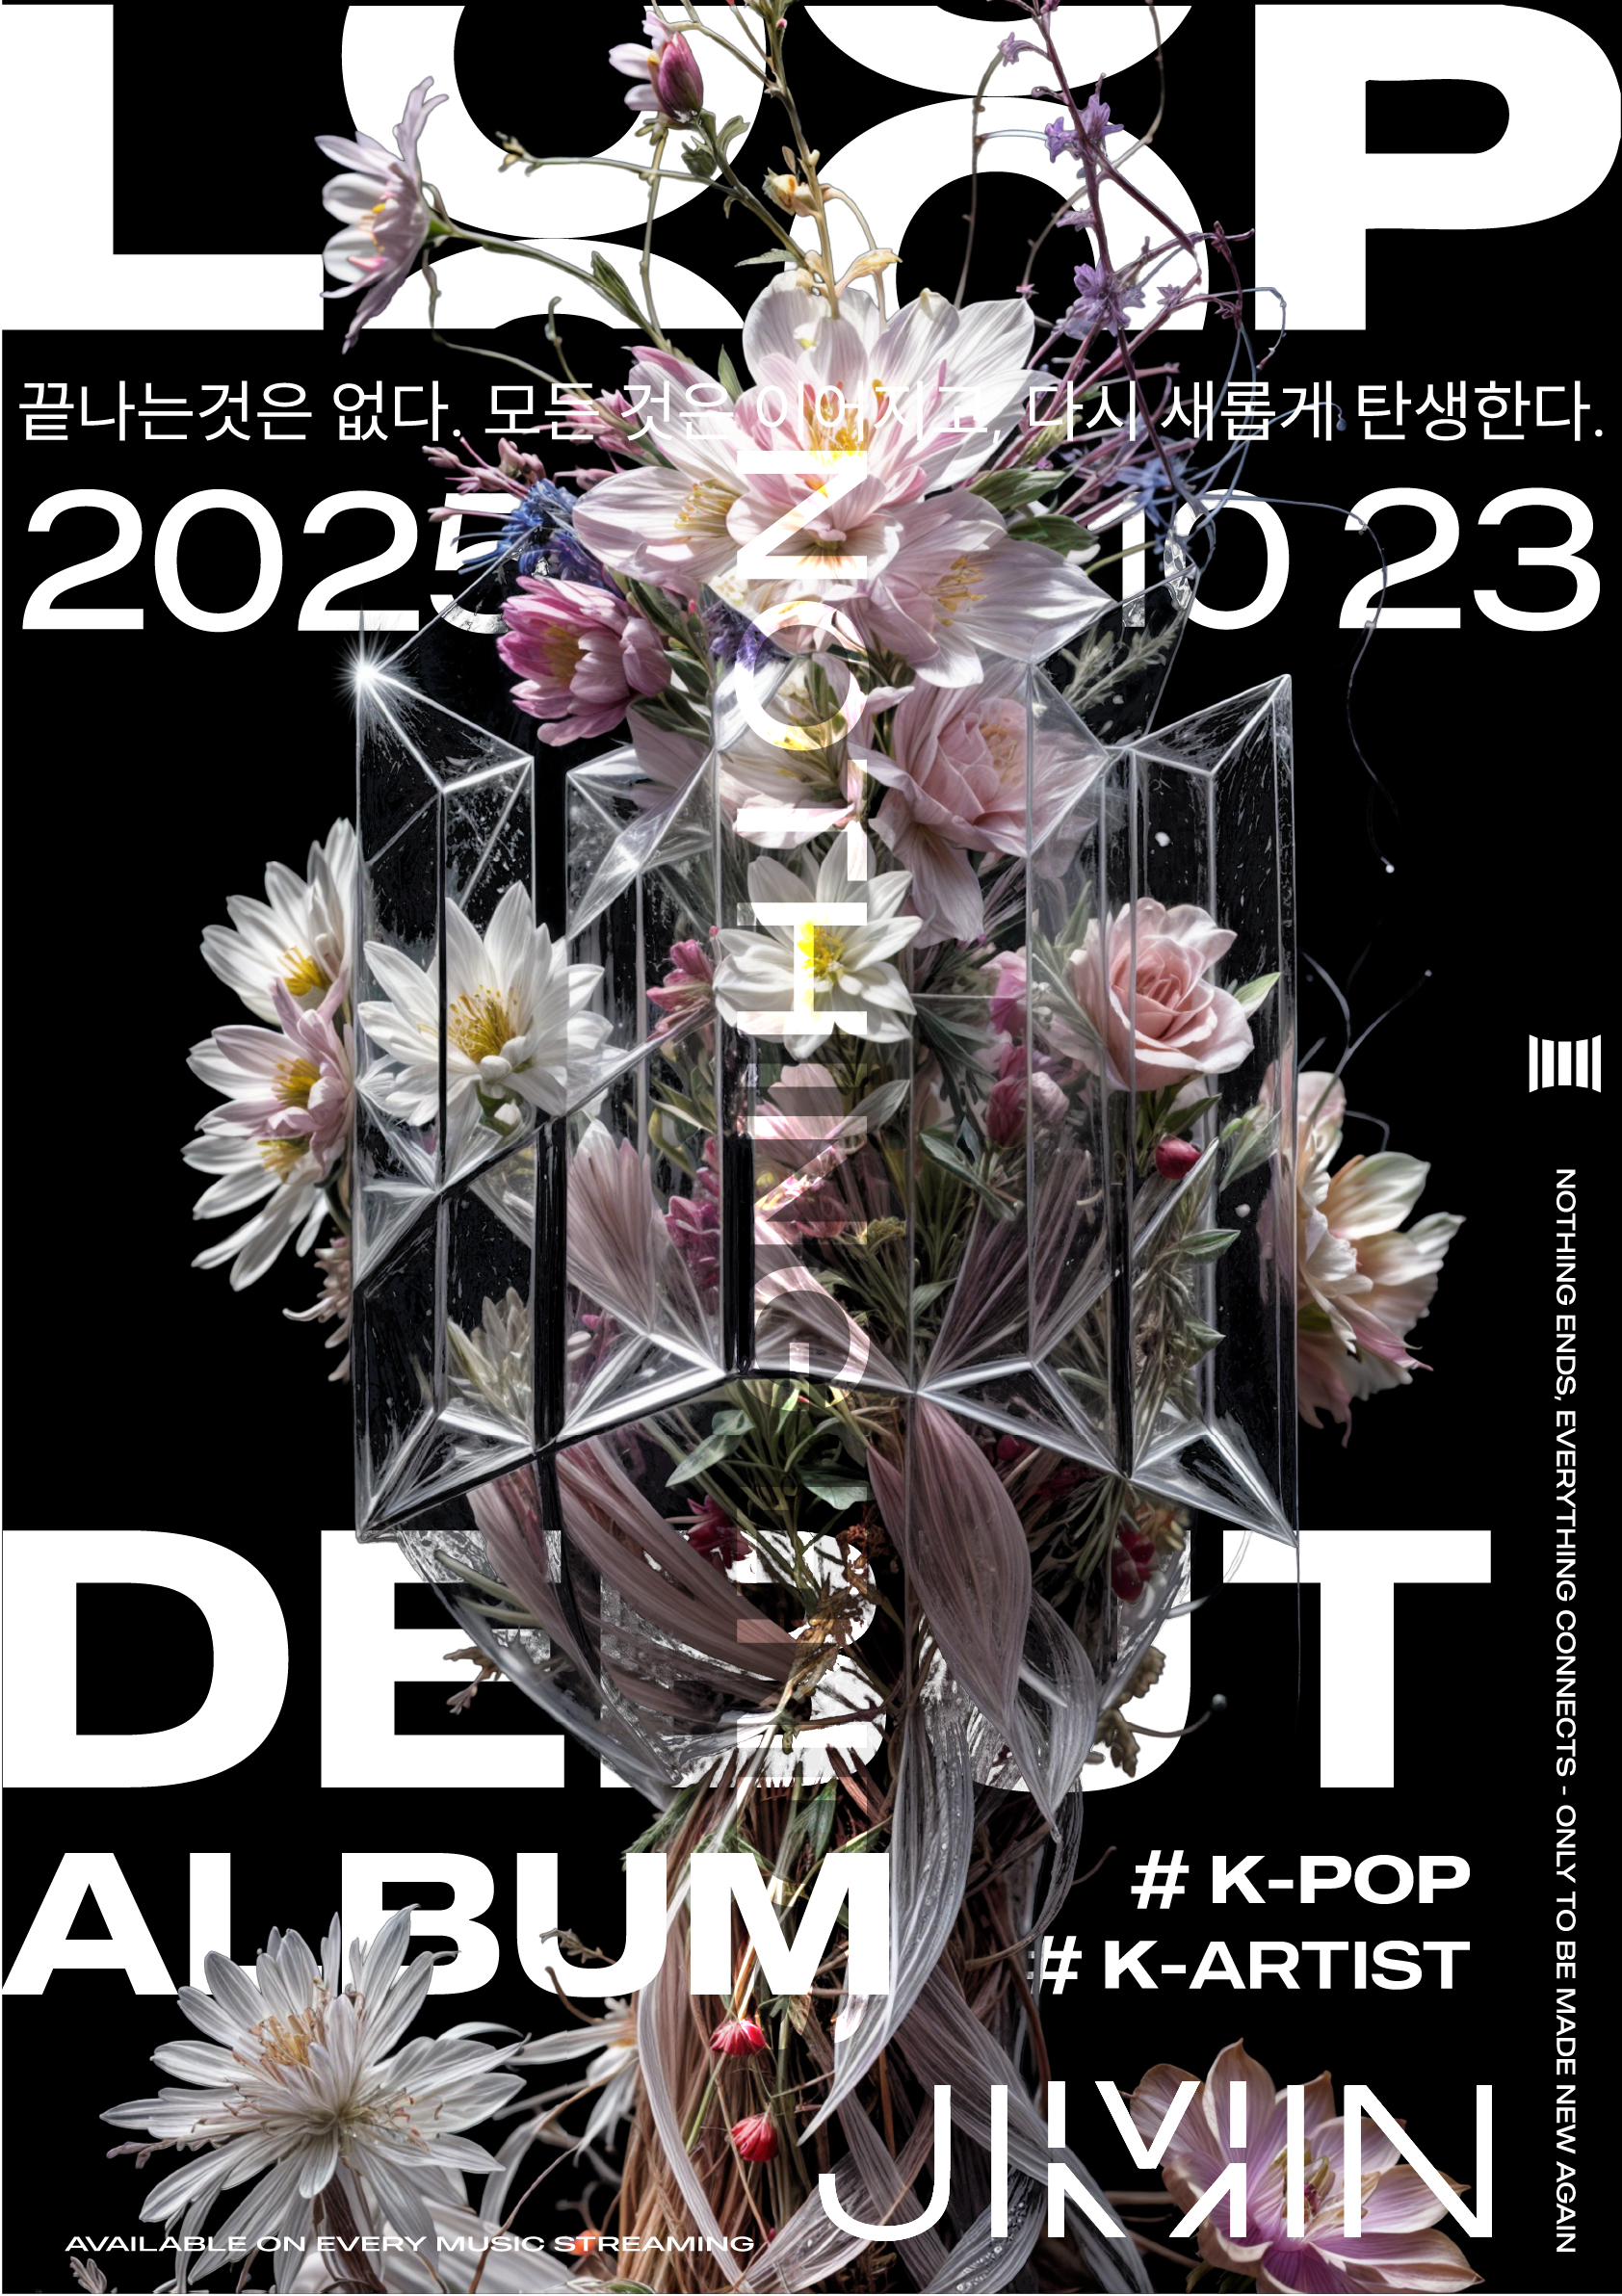 LOOP
끝나는것은 없다. 모든 것은 이어지고, 다시 새롭게 탄생한다.
2025 10 23
NOTHING
DEBUT
ALBUM
# K-POP
# K-ARTIST
JIMIN
AVAILABLE ON EVERY MUSIC STREAMING
NOTHING ENDS, EVERYTHING CONNECTS - ONLY TO BE MADE NEW AGAIN